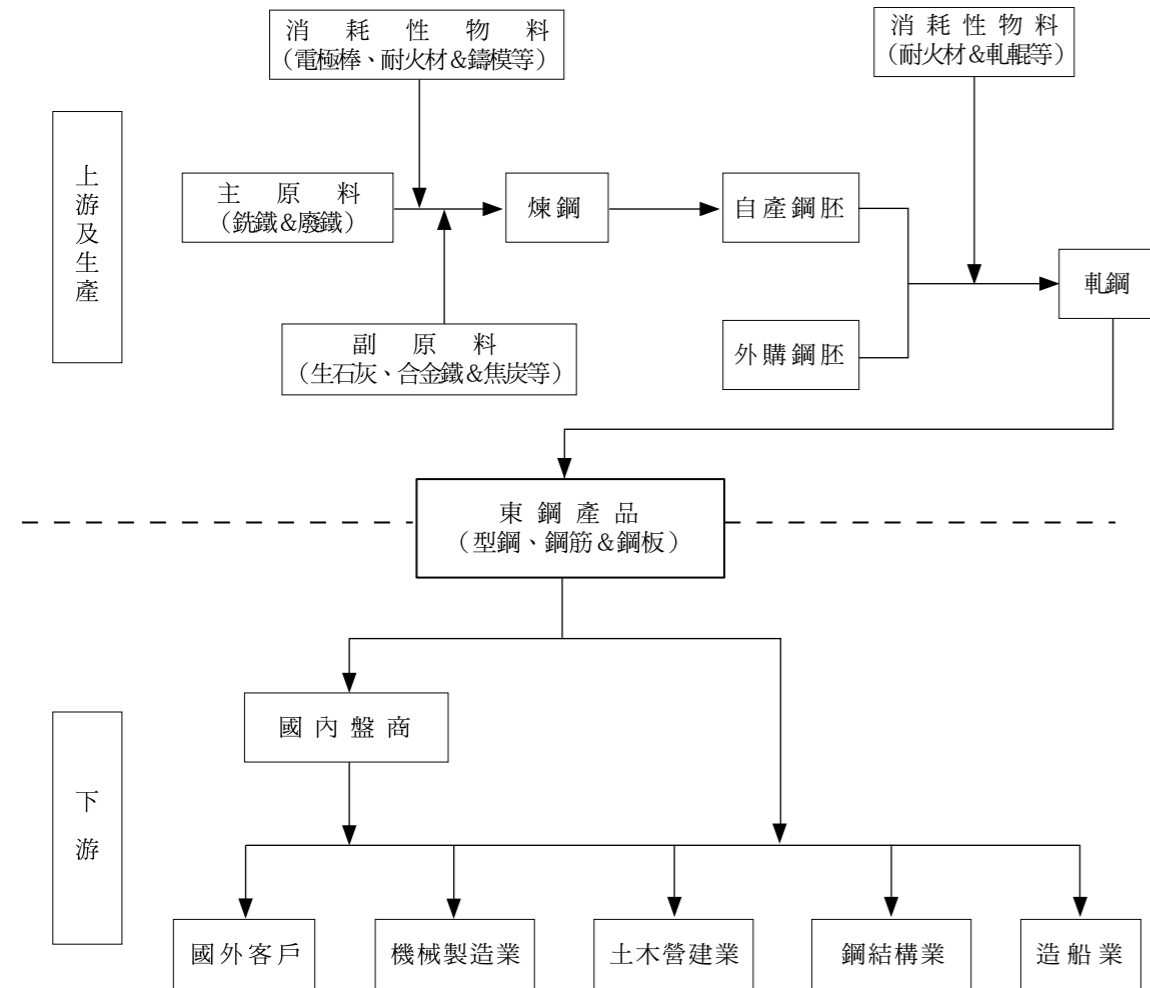 消耗性物料
（電極棒、耐火材&鑄模等）
消耗性物料
（耐火材&軋輥等）
上游及生產
主原料
（銑鐵&廢鐵）
煉鋼
自產鋼胚
軋鋼
副原料
（生石灰、合金鐵&焦炭等）
外購鋼胚
東鋼產品
（型鋼、鋼筋&鋼板）
國內盤商
下游
國外客戶
機械製造業
土木營建業
鋼結構業
造船業